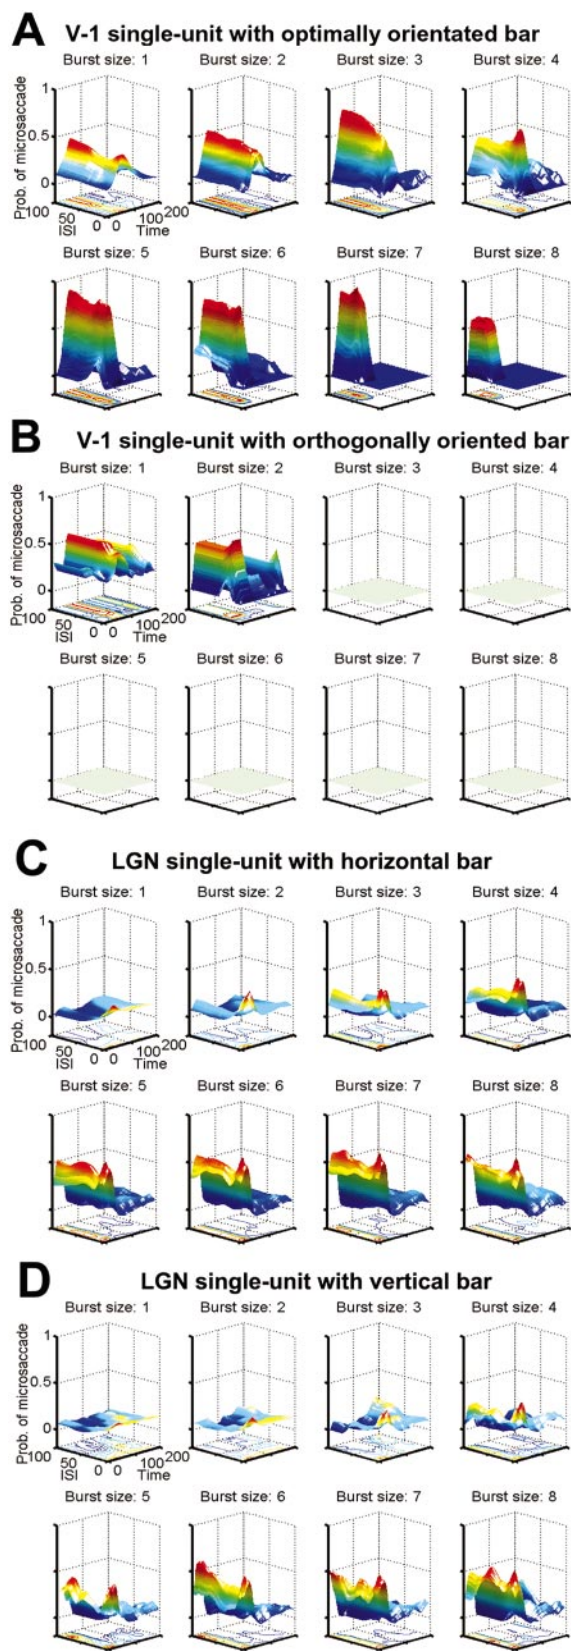 A V-1 single-unit with optimally orientated bar
Burst size: 1 Burst size: 2 Burst size: 3 Burst size: 4
Prob. of microsaccade
1
0.5
0
100 50 0 0 100 200
ISI Time
Burst size: 5 Burst size: 6 Burst size: 7 Burst size: 8
B V-1 single-unit with orthogonally oriented bar
Burst size: 1 Burst size: 2 Burst size: 3 Burst size: 4
Prob. of microsaccade
1
0.5
0
100 50 0 0 100 200
ISI Time
Burst size: 5 Burst size: 6 Burst size: 7 Burst size: 8
C LGN single-unit with horizontal bar
Burst size: 1 Burst size: 2 Burst size: 3 Burst size: 4
Prob. of microsaccade
1
0.5
0
100 50 0 0 100 200
ISI Time
Burst size: 5 Burst size: 6 Burst size: 7 Burst size: 8
D LGN single-unit with vertical bar
Burst size: 1 Burst size: 2 Burst size: 3 Burst size: 4
Prob. of microsaccade
1
0.5
0
100 50 0 0 100 200
ISI Time
Burst size: 5 Burst size: 6 Burst size: 7 Burst size: 8